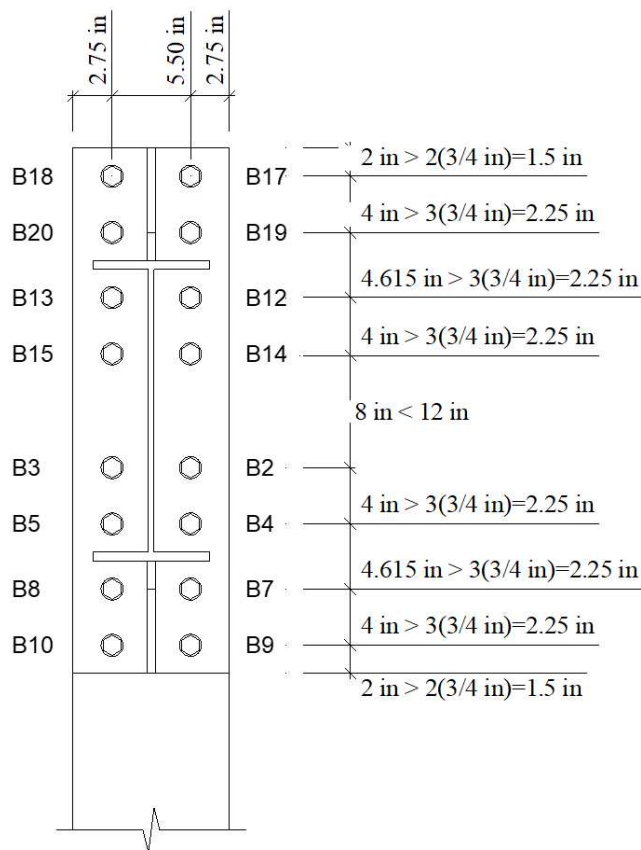 2.75 in
5.50 in
2.75 in
B18 B17 2 in > 2(3/4 in)=1.5 in
B20 B19 4 in > 3(3/4 in)=2.25 in
B13 B12 4.615 in > 3(3/4 in)=2.25 in
B15 B14 4 in > 3(3/4 in)=2.25 in
8 in < 12 in
B3 B2
B5 B4 4 in > 3(3/4 in)=2.25 in
B8 B7 4.615 in > 3(3/4 in)=2.25 in
B10 B9 4 in > 3(3/4 in)=2.25 in
2 in > 2(3/4 in)=1.5 in